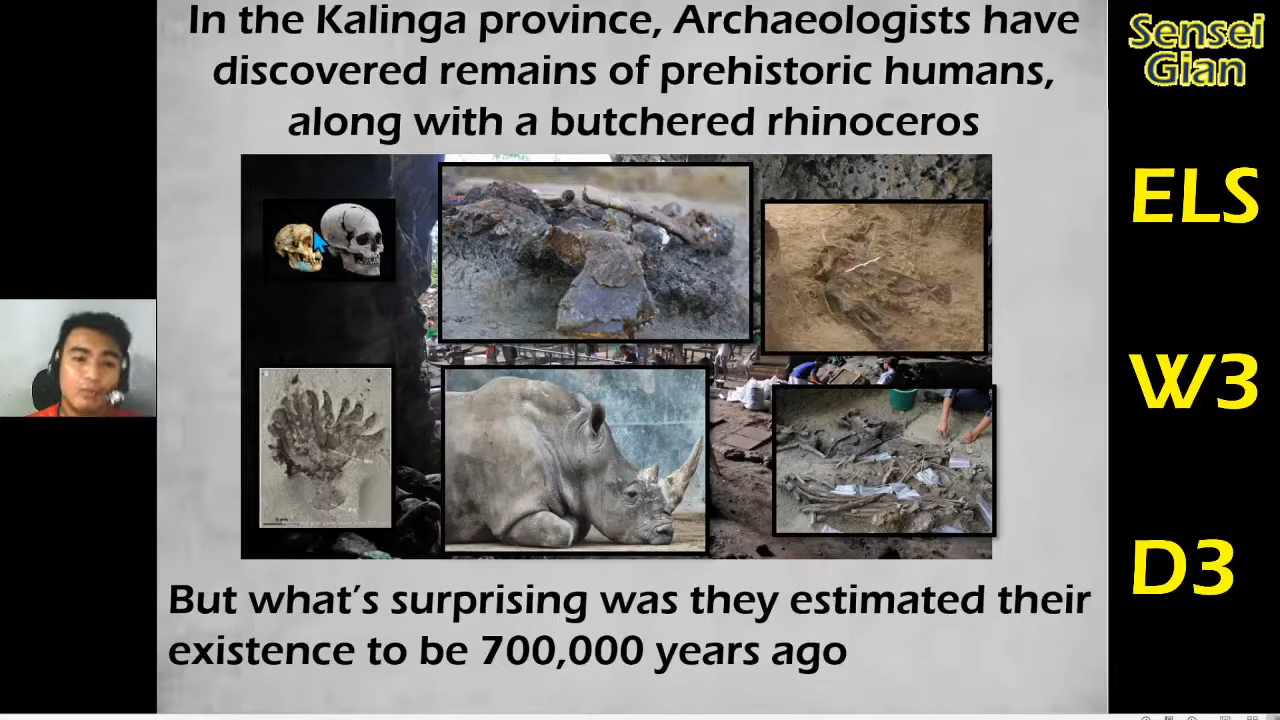 In the Kalinga province, Archaeologists have
discovered remains of prehistoric humans,
along with a butchered rhinoceros
But what's surprising was they estimated their
existence to be 700,000 years ago
Sensei
Gian
ELS
W3
D3